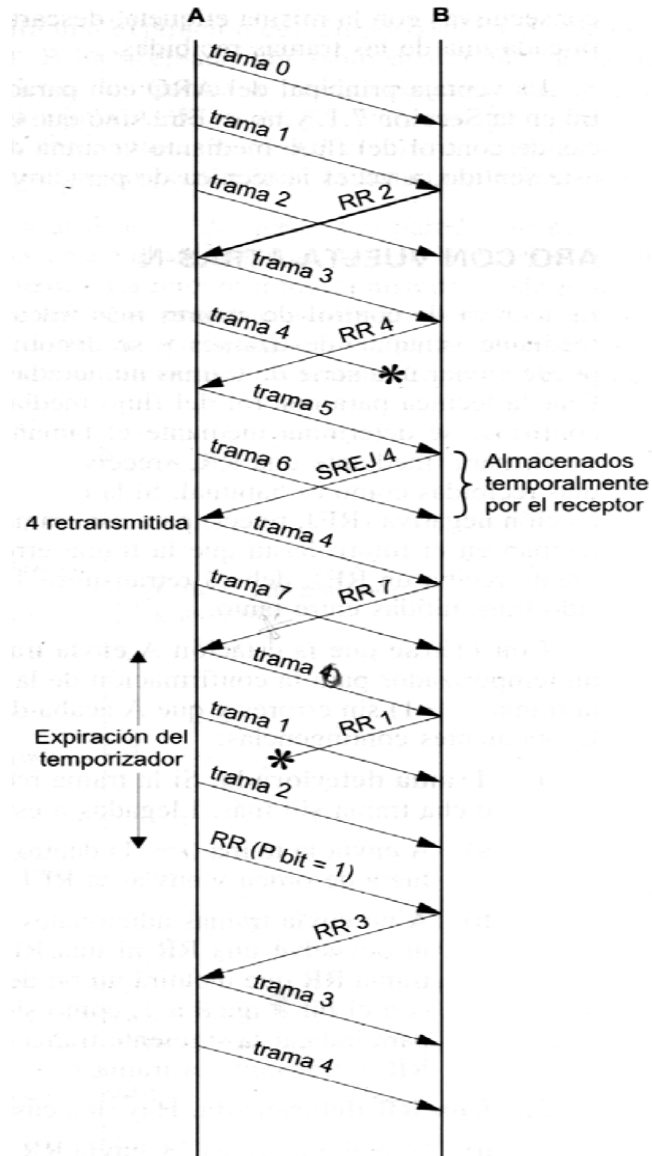 A
B
trama 0
trama 1
RR 2
trama 2
trama 3
trama 4
RR 4
trama 5
trama 6
SREJ 4
Almacenados
temporalmente
por el receptor
4 retransmitida
trama 4
trama 7
RR 7
trama
trama 1
RR 1
Expiración del
temporizador
trama 2
RR (P bit = 1)
RR 3
trama 3
trama 4